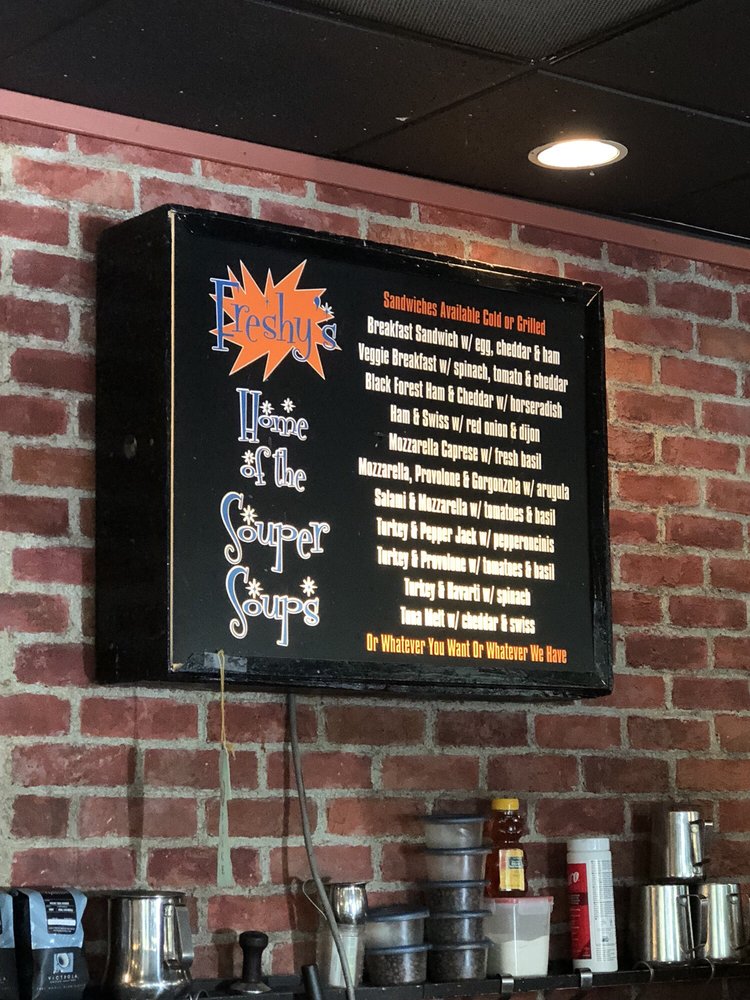 Freshy's
Home
of the
Souper
Soups
Sandwiches Available Cold or Grilled
Breakfast Sandwich w/ egg, cheddar & ham
Veggie Breakfast w/ spinach, tomato & cheddar
Black Forest Ham & Cheddar w/ horseradish
Ham & Swiss w/ red onion & dijon
Mozzarella Caprese w/ fresh basil
Mozzarella, Provolone & Gorgonzola w/ arugula
Salami & Mozzarella w/ tomatoes & basil
Turkey & Pepper Jack w/ pepperoncinis
Turkey & Provolone w/ tomatoes & basil
Turkey & Havarti w/ spinach
Tuna Melt w/ cheddar & swiss
Or Whatever You Want Or Whatever We Have